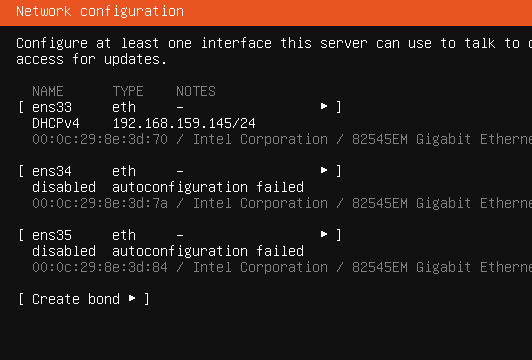 Network configuration
Configure at least one interface this server can use to talk to
access for updates.
NAME TYPE NOTES
[ ens33 eth - ▸ ]
DHCPv4 192.168.159.145/24
00:0c:29:8e:3d:70 / Intel Corporation / 82545EM Gigabit Etherne
[ ens34 eth - ▸ ]
disabled autoconfiguration failed
00:0c:29:8e:3d:7a / Intel Corporation / 82545EM Gigabit Etherne
[ ens35 eth - ▸ ]
disabled autoconfiguration failed
00:0c:29:8e:3d:84 / Intel Corporation / 82545EM Gigabit Etherne
[ Create bond ▸ ]